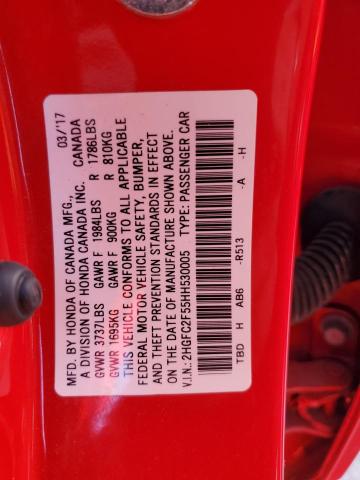 MFD. BY HONDA OF CANADA MFG., 03/'17
A DIVISION OF HONDA CANADA INC. CANADA
GVWR 3737LBS GAWR F 1984LBS R 1786LBS
GVWR 1695KG GAWR F 900KG R 810KG
THIS VEHICLE CONFORMS TO ALL APPLICABLE
FEDERAL MOTOR VEHICLE SAFETY, BUMPER,
AND THEFT PREVENTION STANDARDS IN EFFECT
ON THE DATE OF MANUFACTURE SHOWN ABOVE.
V.I.N.: 2HGFC2F55HH530005 TYPE: PASSENGER CAR
TBD H AB6 -R513 -A -H